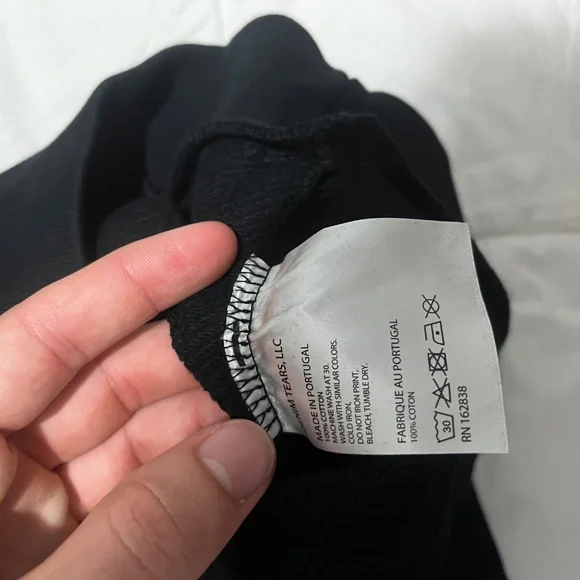 TEARS, LLC
MADE IN PORTUGAL
100% COTTON
MACHINE WASH AT 30.
WASH WITH SIMILAR COLORS.
COLD IRON,
DO NOT IRON PRINT,
BLEACH, TUMBLE DRY.
FABRIQUE AU PORTUGAL
100% COTTON
30
RN 162838